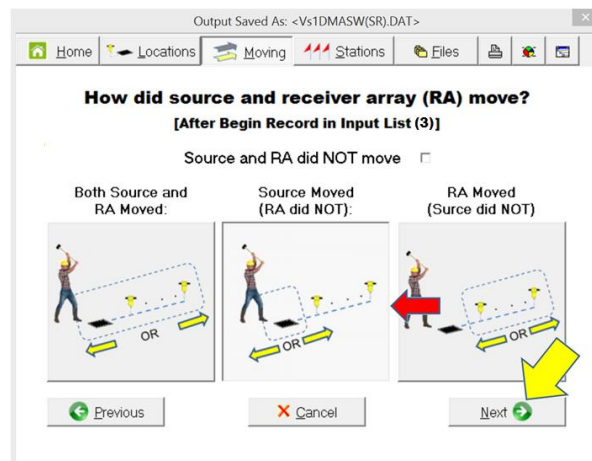 Output Saved As: <Vs1DMASW(SR).DAT>
Home Locations Moving Stations Files
How did source and receiver array (RA) move?
[After Begin Record in Input List (3)]
Source and RA did NOT move
Both Source and
RA Moved:
Source Moved
(RA did NOT):
RA Moved
(Surce did NOT)
OR
OR
OR
Previous
Cancel
Next